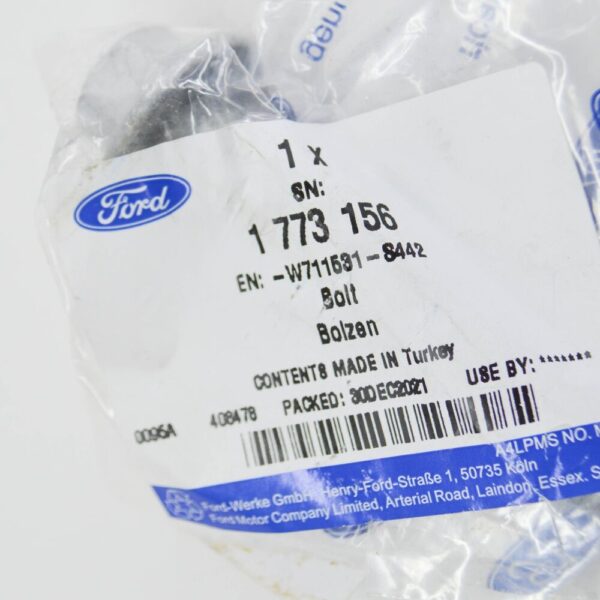 genu
Ford
1 x
SN:
1 773 156
EN: -W711531-S442
Bolt
Bolzen
CONTENTS MADE IN Turkey
PACKED: 30DEC2021 USE BY: *******
0095A 408478
A4LPMS NO. M
Ford-Werke GmbH, Henry-Ford-Straße 1, 50735 Köln
Ford Motor Company Limited, Arterial Road, Laindon, Essex. S